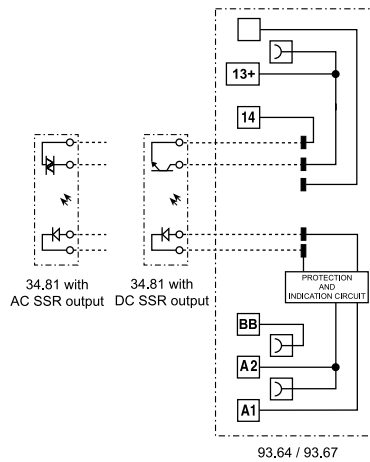 13+
14
34.81 with
AC SSR output
34.81 with
DC SSR output
PROTECTION
AND
INDICATION CIRCUIT
BB
A2
A1
93.64 / 93.67